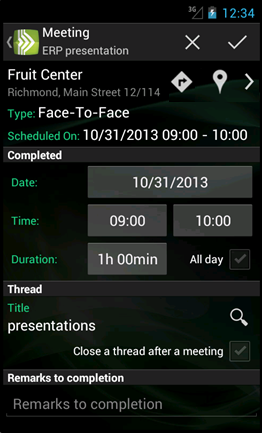 3G 12:34
Meeting
ERP presentation
Fruit Center
Richmond, Main Street 12/114
Type: Face-To-Face
Scheduled On: 10/31/2013 09:00 - 10:00
Completed
Date: 10/31/2013
Time: 09:00 10:00
Duration: 1h 00min All day
Thread
Title
presentations
Close a thread after a meeting
Remarks to completion
Remarks to completion